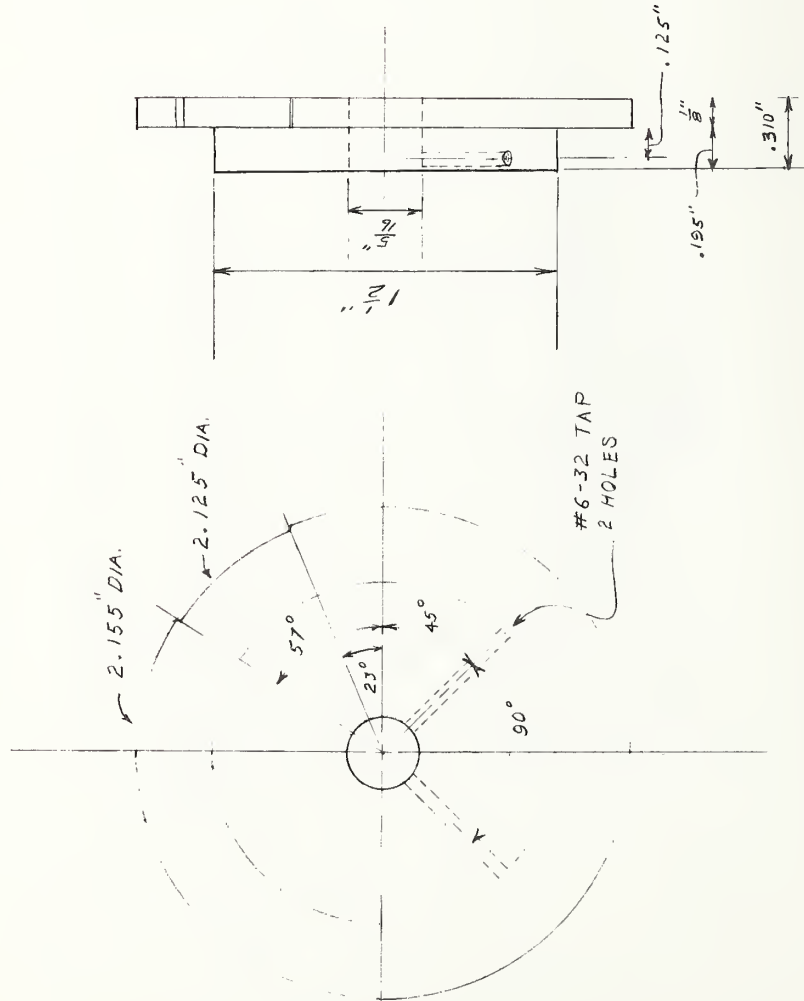 .125"
1/8"
.310"
.195"
5/16"
1 1/2"
2.155" DIA.
2.125" DIA.
57°
23°
45°
90°
#6-32 TAP
2 HOLES